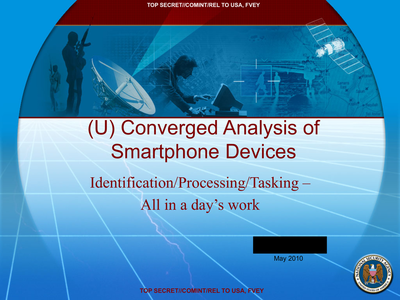 TOP SECRET//COMINT/REL TO USA, FVEY
(U) Converged Analysis of
Smartphone Devices
Identification/Processing/Tasking –
All in a day's work
May 2010
TOP SECRET//COMINT/REL TO USA, FVEY